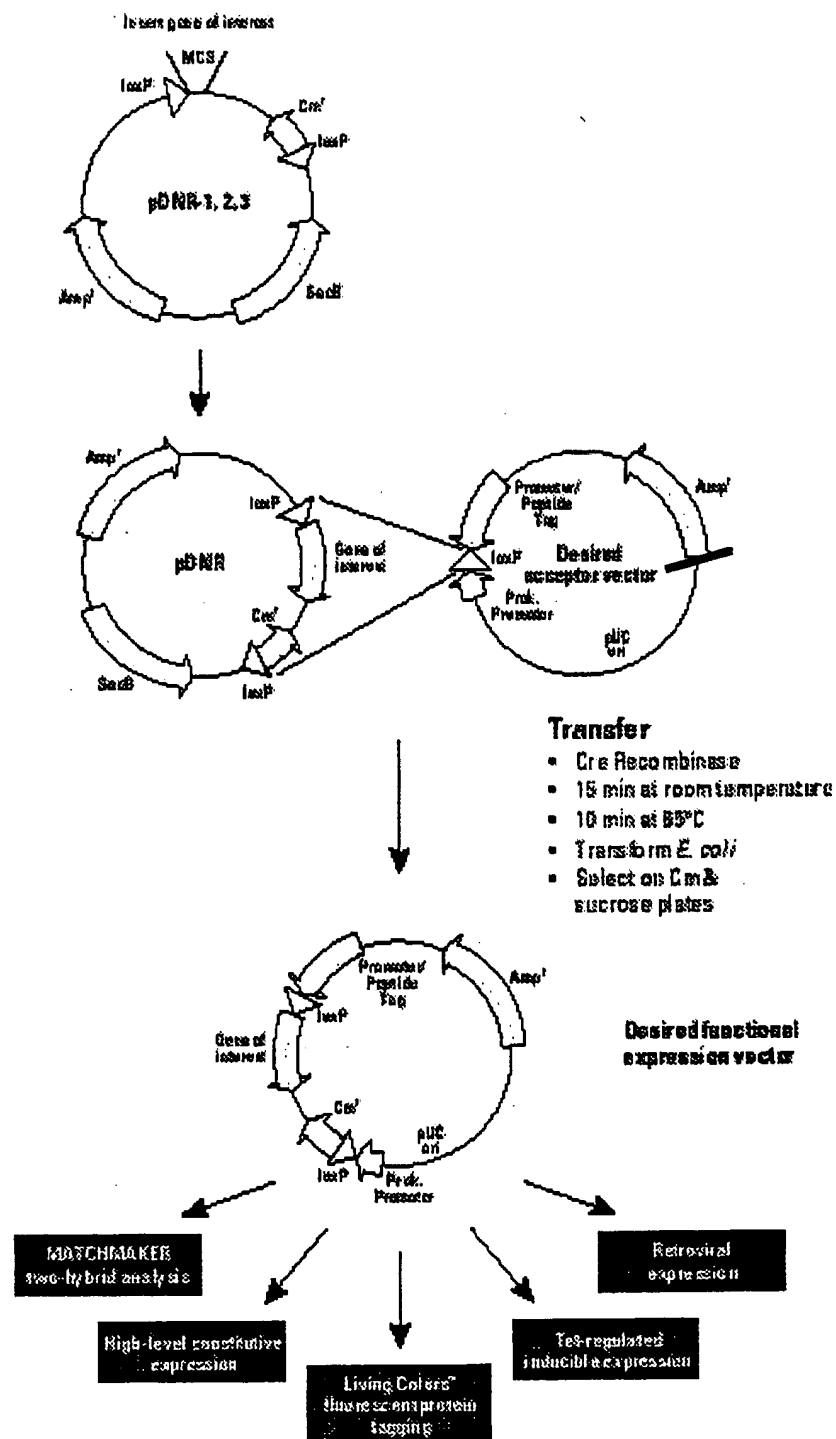 Insert gene of interest
MCS
loxP
Cmʳ
loxP
pDNR-1, 2, 3
Ampʳ
SacB
Ampʳ
loxP
Gene of
interest
pDNR
Cmʳ
loxP
SacB
Promoter/
Peptide
Tag
Ampʳ
loxP
Desired
acceptor vector
Prok.
Promoter
pUC
ori
Transfer
• Cre Recombinase
• 15 min at room temperature
• 10 min at 65°C
• Transform E. coli
• Select on Cm &
sucrose plates
Promoter/
Peptide
Tag
Ampʳ
loxP
Gene of
interest
Desired functional
expression vector
Cmʳ
pUC
ori
loxP
Prok.
Promoter
MATCHMAKER
two-hybrid analysis
Retroviral
expression
High-level constitutive
expression
Tet-regulated
inducible expression
Living Colors™
fluorescent protein
tagging